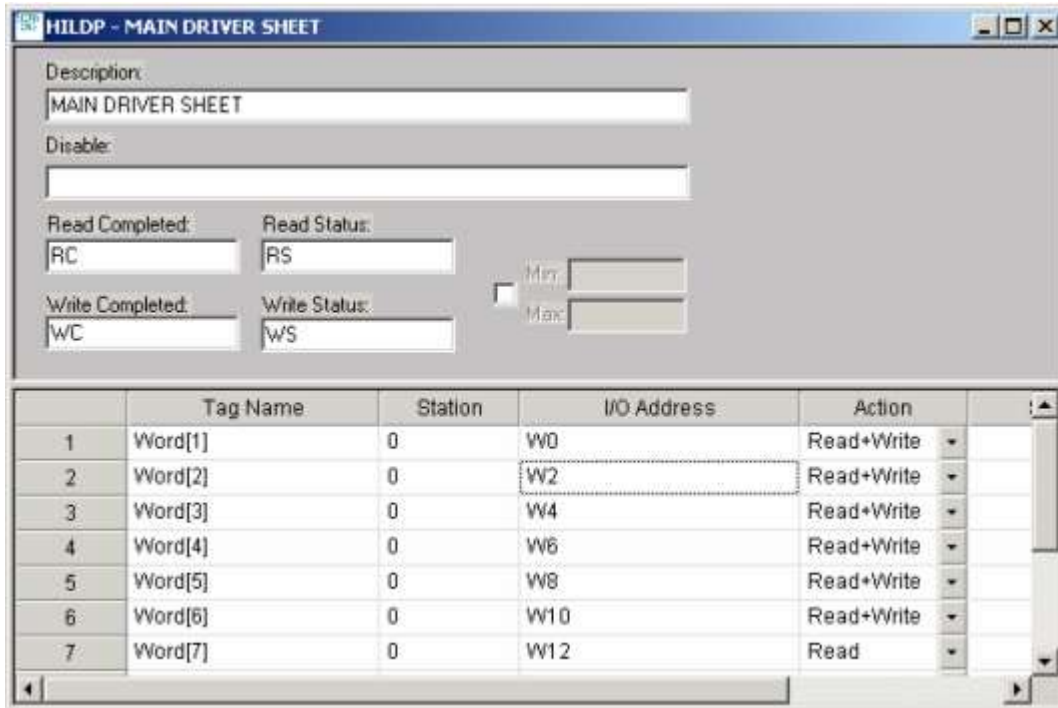 HILDP - MAIN DRIVER SHEET
Description:
MAIN DRIVER SHEET
Disable:
Read Completed: Read Status:
RC RS
Min:
Write Completed: Write Status:
Max:
WC WS
Tag Name Station I/O Address Action
1 Word[1] 0 W0 Read+Write
2 Word[2] 0 W2 Read+Write
3 Word[3] 0 W4 Read+Write
4 Word[4] 0 W6 Read+Write
5 Word[5] 0 W8 Read+Write
6 Word[6] 0 W10 Read+Write
7 Word[7] 0 W12 Read